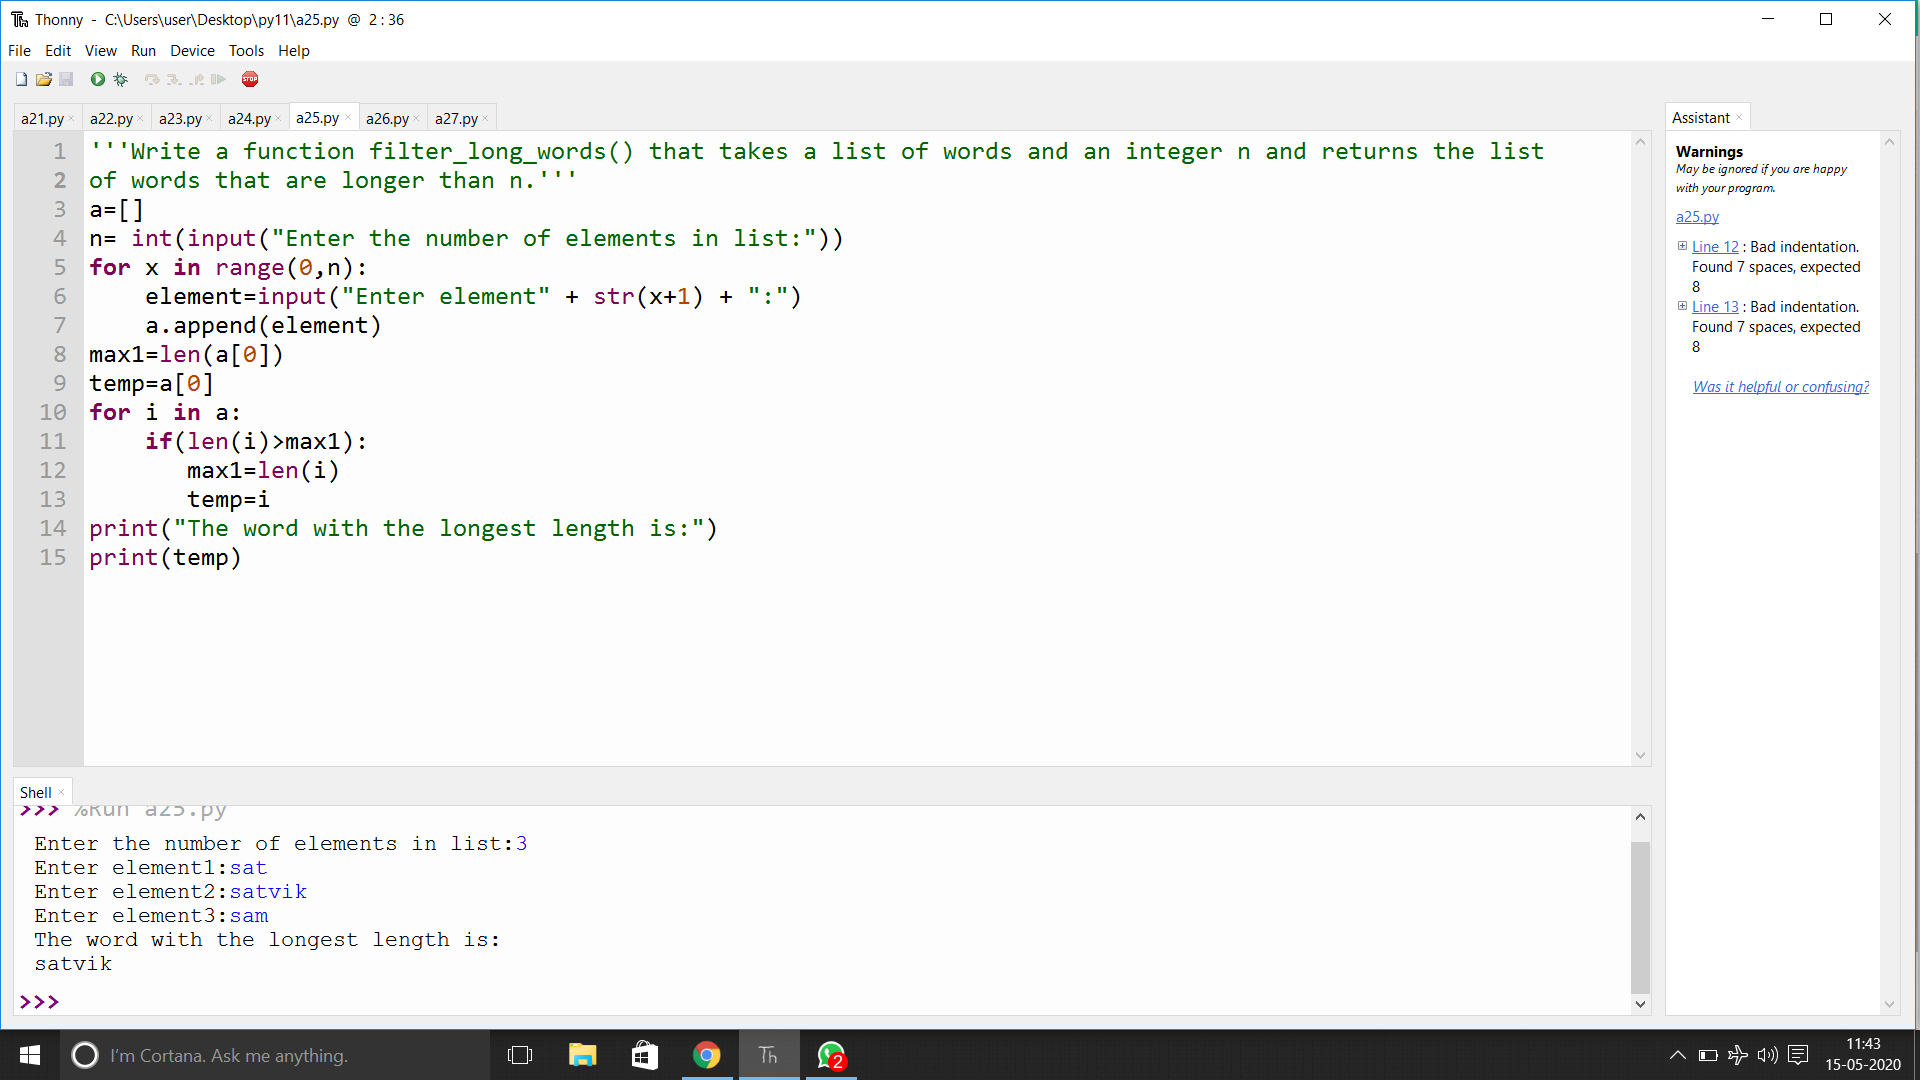 Thonny - C:\Users\user\Desktop\py11\a25.py @ 2 : 36
File Edit View Run Device Tools Help
STOP
a21.py × a22.py × a23.py × a24.py × a25.py × a26.py × a27.py ×
1 '''Write a function filter_long_words() that takes a list of words and an integer n and returns the list
2 of words that are longer than n.'''
3 a=[]
4 n= int(input("Enter the number of elements in list:"))
5 for x in range(0,n):
6     element=input("Enter element" + str(x+1) + ":")
7     a.append(element)
8 max1=len(a[0])
9 temp=a[0]
10 for i in a:
11     if(len(i)>max1):
12        max1=len(i)
13        temp=i
14 print("The word with the longest length is:")
15 print(temp)
Assistant ×
Warnings
May be ignored if you are happy
with your program.
a25.py
Line 12 : Bad indentation.
Found 7 spaces, expected
8
Line 13 : Bad indentation.
Found 7 spaces, expected
8
Was it helpful or confusing?
Shell ×
>>> %Run a25.py
Enter the number of elements in list:3
Enter element1:sat
Enter element2:satvik
Enter element3:sam
The word with the longest length is:
satvik
>>>
I'm Cortana. Ask me anything.
Th
2
11:43
15-05-2020